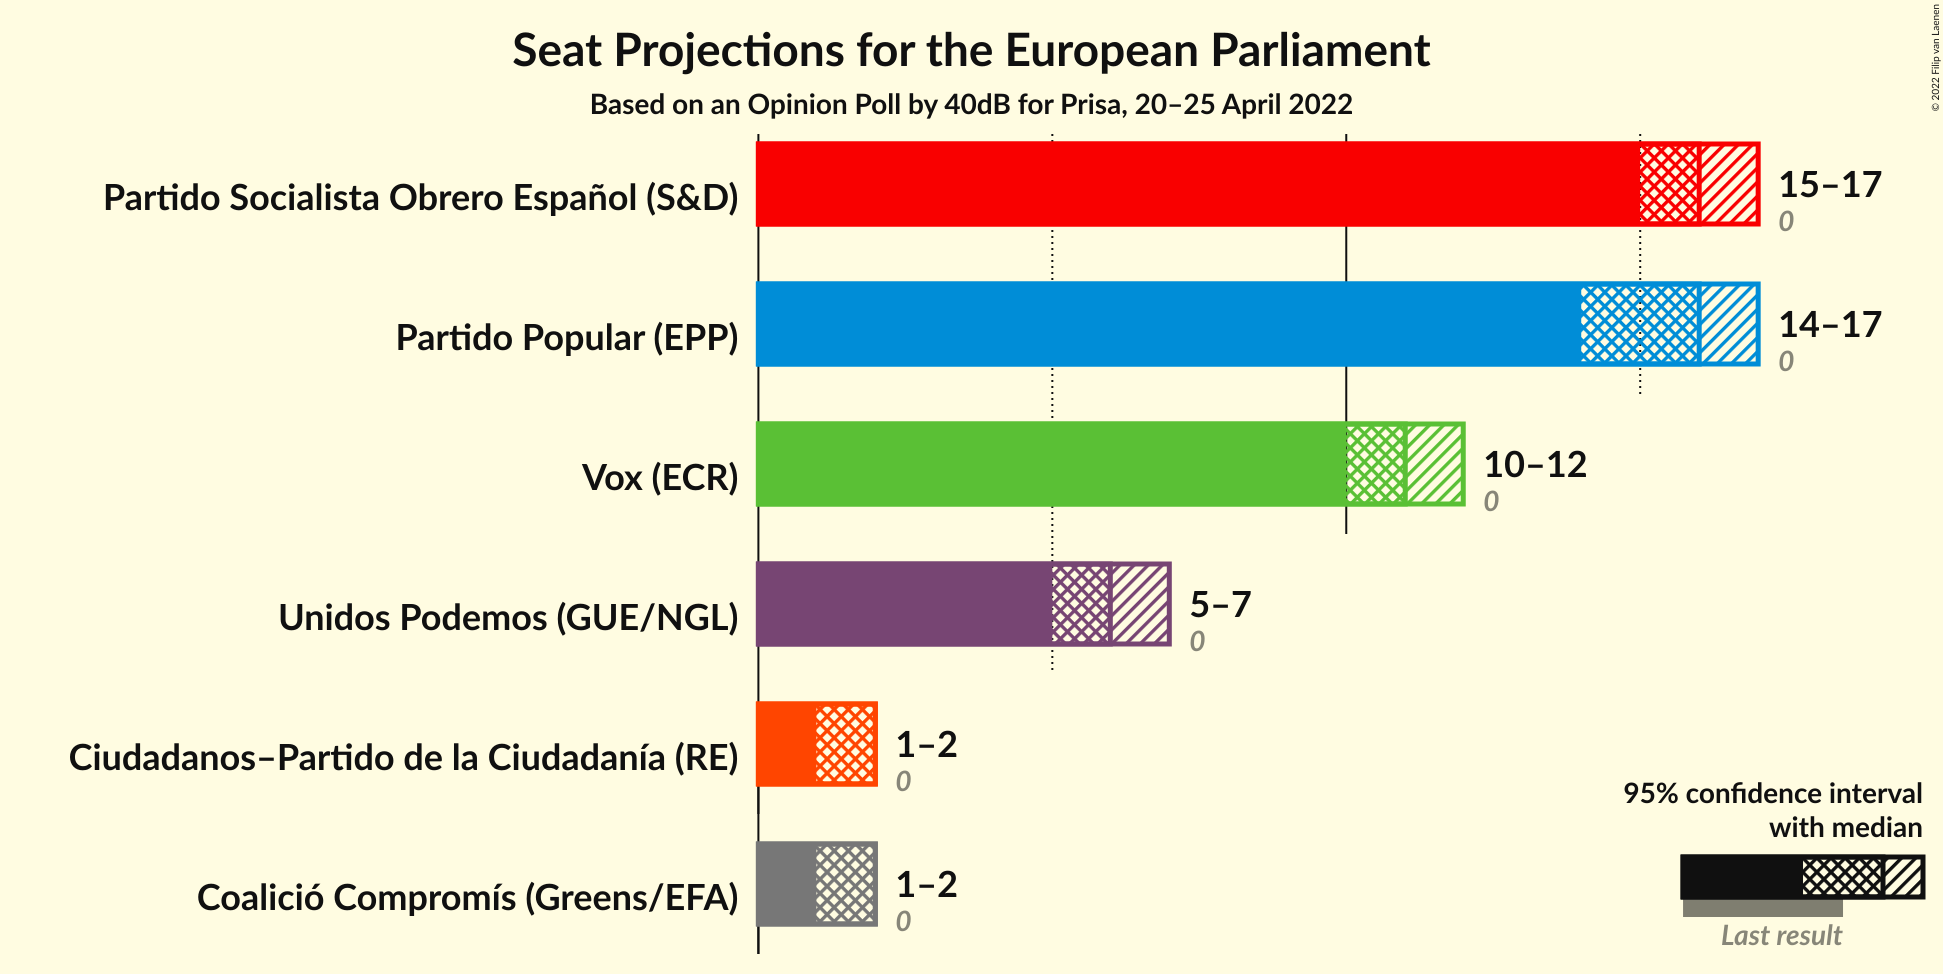 Seat Projections for the European Parliament
Based on an Opinion Poll by 40dB for Prisa, 20–25 April 2022
© 2022 Filip van Laenen
Partido Socialista Obrero Español (S&D)
15–17
0
Partido Popular (EPP)
14–17
0
Vox (ECR)
10–12
0
Unidos Podemos (GUE/NGL)
5–7
0
Ciudadanos–Partido de la Ciudadanía (RE)
1–2
0
Coalició Compromís (Greens/EFA)
1–2
0
95% confidence interval
with median
Last result